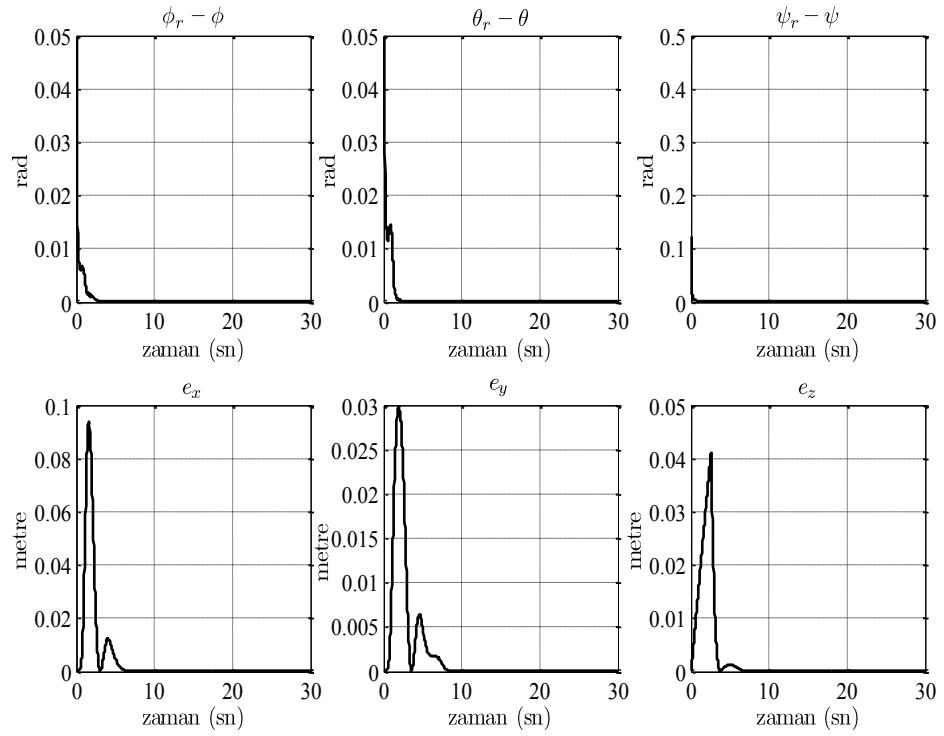 ϕ_r − ϕ
0.05
0.04
0.03
0.02
0.01
0
rad
0 10 20 30
zaman (sn)
θ_r − θ
0.05
0.04
0.03
0.02
0.01
0
rad
0 10 20 30
zaman (sn)
ψ_r − ψ
0.5
0.4
0.3
0.2
0.1
0
rad
0 10 20 30
zaman (sn)
e_x
0.1
0.08
0.06
0.04
0.02
0
metre
0 10 20 30
zaman (sn)
e_y
0.03
0.025
0.02
0.015
0.01
0.005
0
metre
0 10 20 30
zaman (sn)
e_z
0.05
0.04
0.03
0.02
0.01
0
metre
0 10 20 30
zaman (sn)